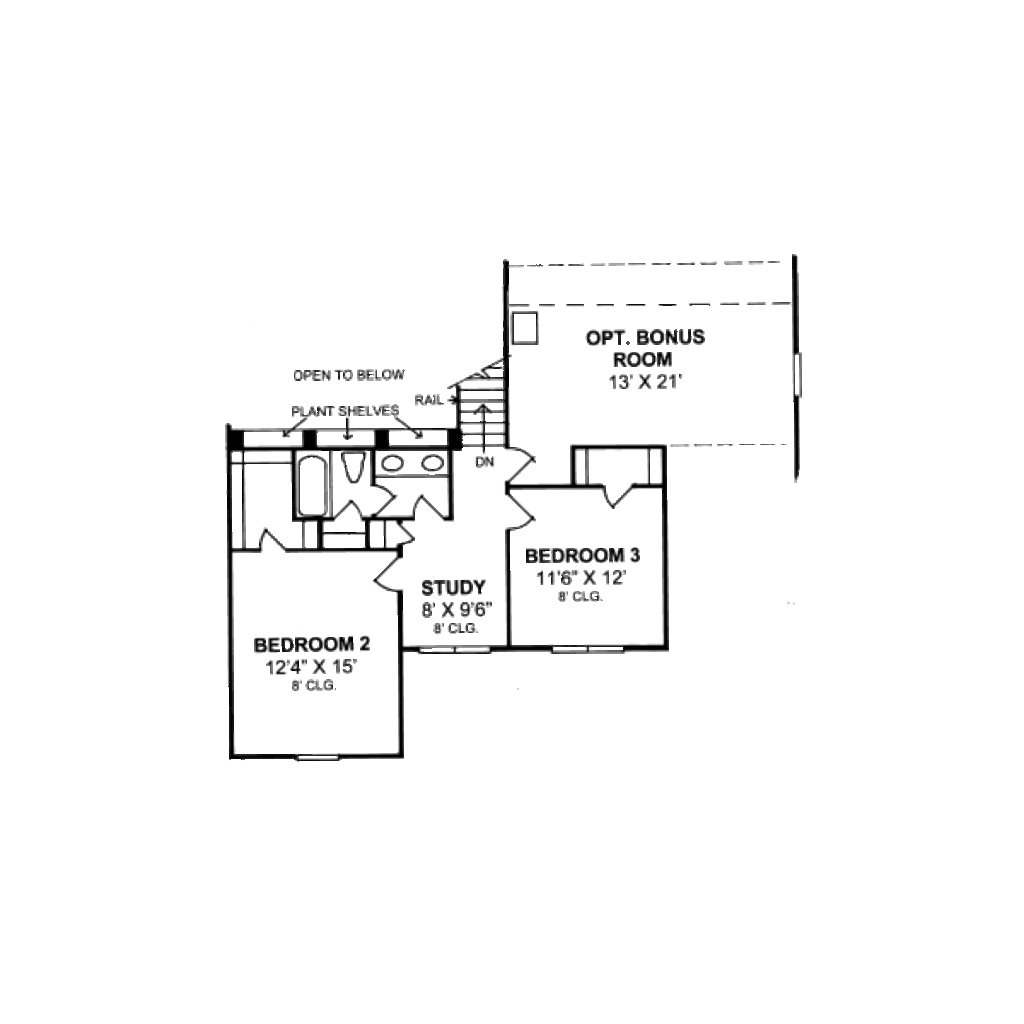 OPT. BONUS
ROOM
13' X 21'
OPEN TO BELOW
RAIL
PLANT SHELVES
DN
BEDROOM 3
11'6" X 12'
8' CLG.
STUDY
8' X 9'6"
8' CLG.
BEDROOM 2
12'4" X 15'
8' CLG.